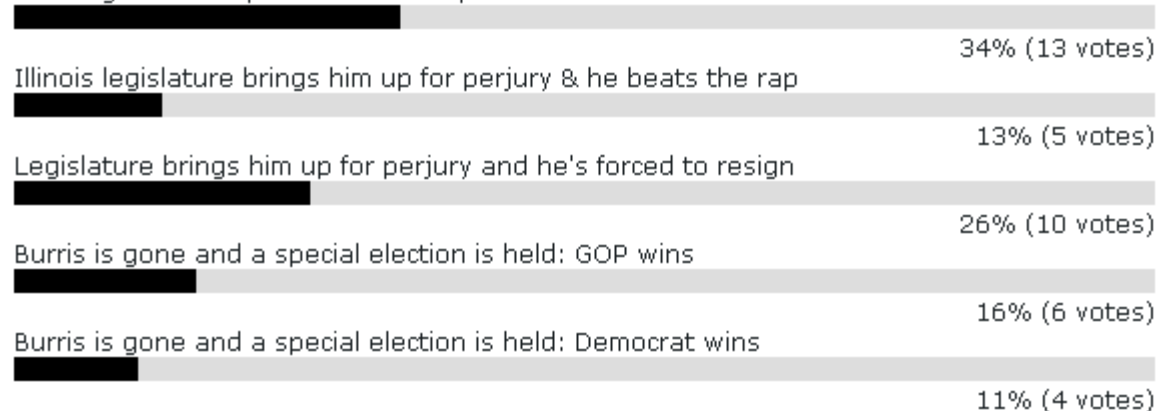 34% (13 votes)
Illinois legislature brings him up for perjury & he beats the rap
13% (5 votes)
Legislature brings him up for perjury and he's forced to resign
26% (10 votes)
Burris is gone and a special election is held: GOP wins
16% (6 votes)
Burris is gone and a special election is held: Democrat wins
11% (4 votes)